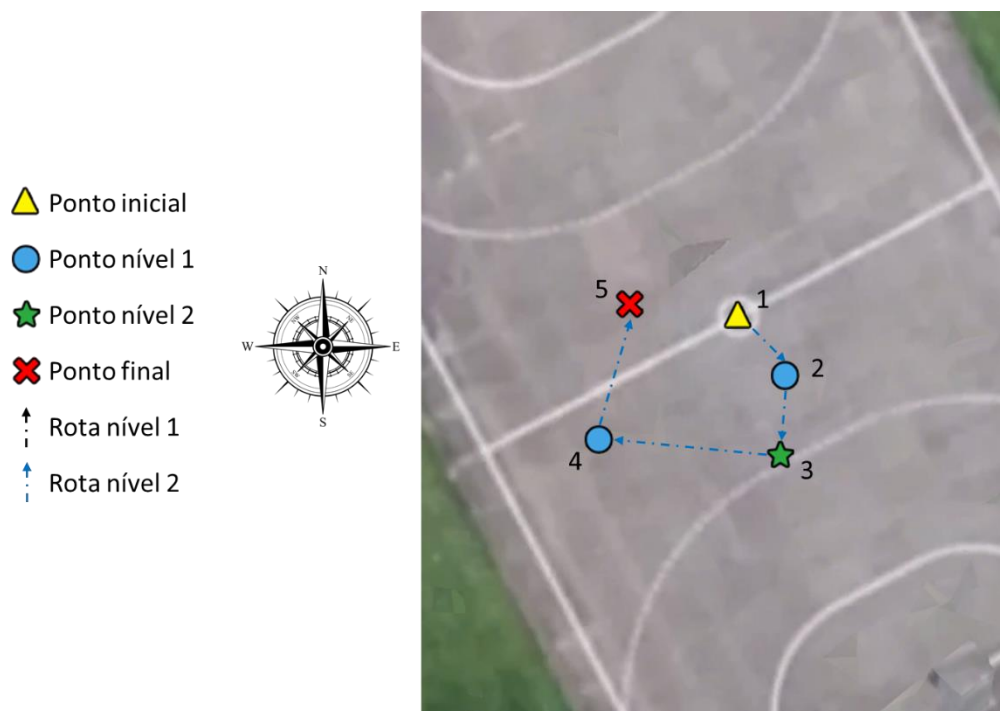 Ponto inicial
Ponto nível 1
Ponto nível 2
Ponto final
Rota nível 1
Rota nível 2
N
W
E
S
1
2
3
4
5